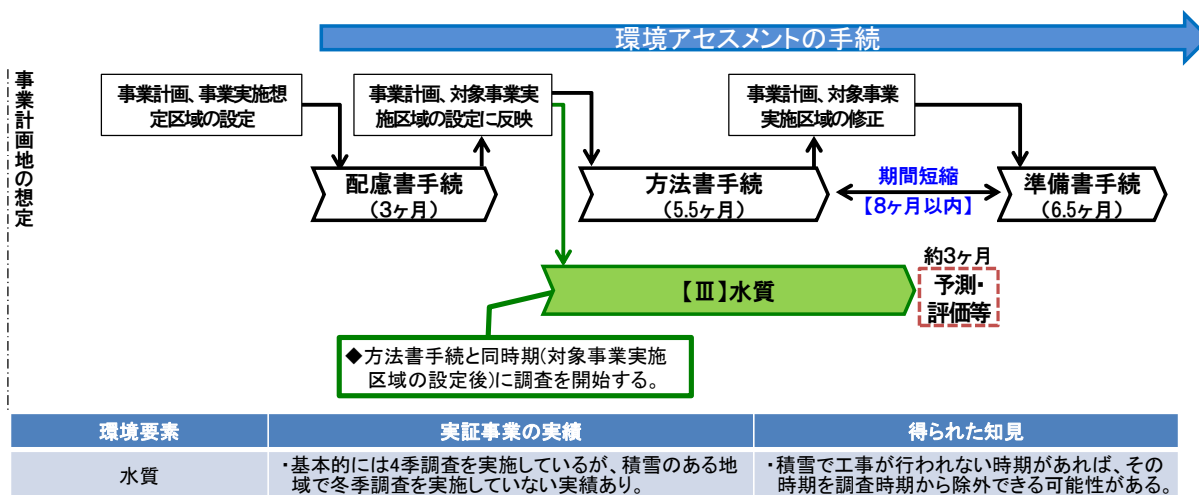 環境アセスメントの手続
事業計画地の想定
事業計画、事業実施想
定区域の設定
事業計画、対象事業実
施区域の設定に反映
事業計画、対象事業
実施区域の修正
配慮書手続
（3ヶ月）
方法書手続
（5.5ヶ月）
期間短縮
【8ヶ月以内】
準備書手続
（6.5ヶ月）
【Ⅲ】水質
約3ヶ月
予測・
評価等
◆方法書手続と同時期(対象事業実施
区域の設定後)に調査を開始する。
環境要素
実証事業の実績
得られた知見
水質
・基本的には4季調査を実施しているが、積雪のある地
域で冬季調査を実施していない実績あり。
・積雪で工事が行われない時期があれば、その
時期を調査時期から除外できる可能性がある。